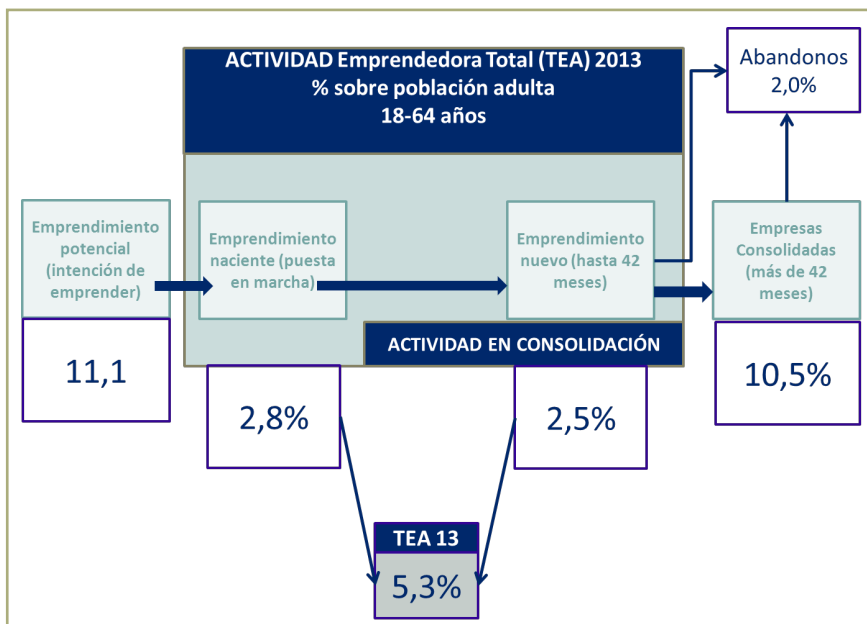 ACTIVIDAD Emprendedora Total (TEA) 2013
% sobre población adulta
18-64 años
Abandonos
2,0%
Emprendimiento
potencial
(intención de
emprender)
Emprendimiento
naciente (puesta
en marcha)
Emprendimiento
nuevo (hasta 42
meses)
Empresas
Consolidadas
(más de 42
meses)
ACTIVIDAD EN CONSOLIDACIÓN
11,1
2,8%
2,5%
10,5%
TEA 13
5,3%